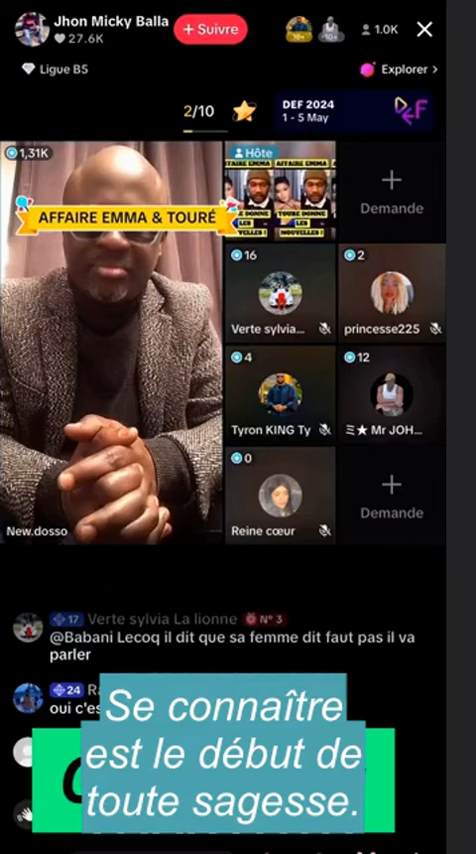 Jhon Micky Balla
27.6K
+ Suivre
1.0K
Ligue B5
Explorer >
2/10
DEF 2024
1 - 5 May
1,31K
AFFAIRE EMMA & TOURÉ
Hôte
Demande
16
Verte sylvia...
2
princesse225
4
Tyron KING Ty
12
ミ★ Mr JOH...
0
Reine cœur
Demande
New.dosso
17 Verte sylvia La lionne N° 3
@Babani Lecoq il dit que sa femme dit faut pas il va
parler
24
oui c'es
Se connaître
est le début de
toute sagesse.